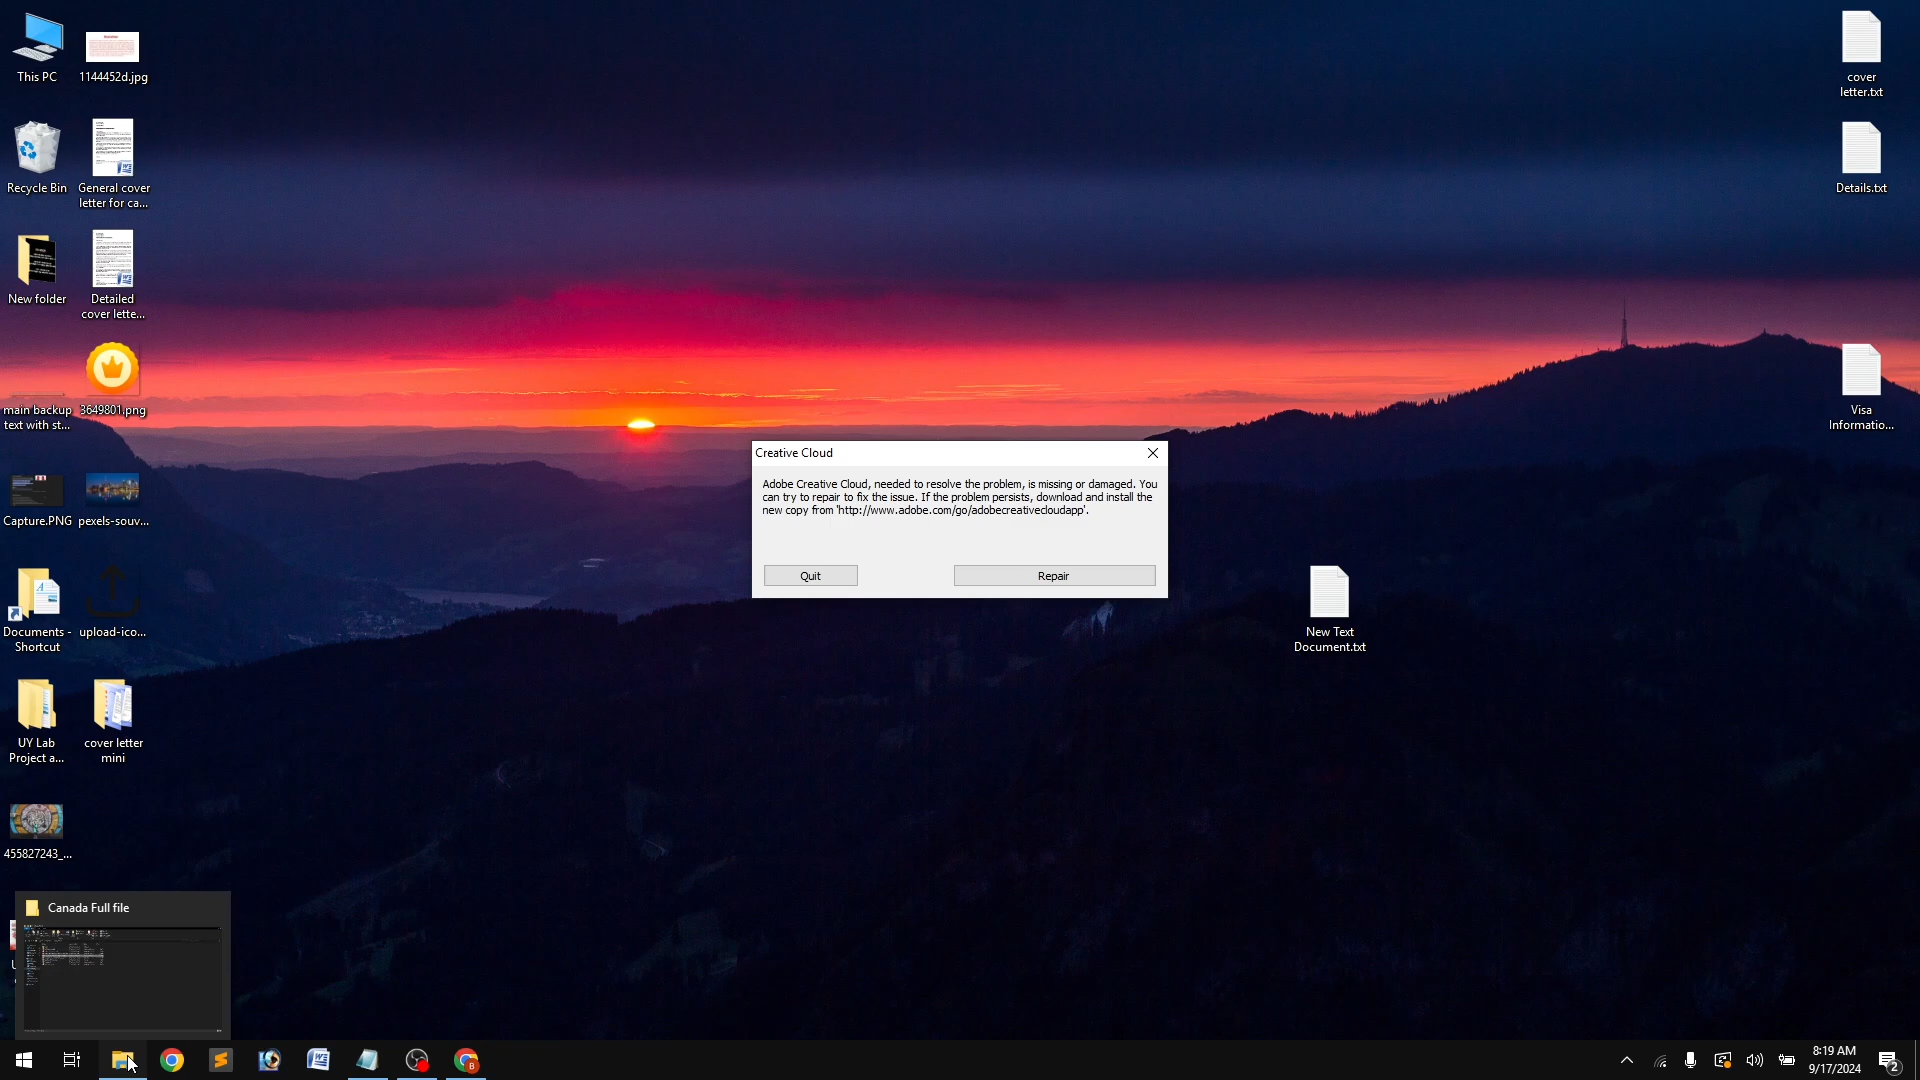 This PC
1144452d.jpg
Recycle Bin
General cover
letter for ca...
New folder
Detailed
cover lette...
main backup
text with st...
3649801.png
Capture.PNG
pexels-souv...
Documents -
Shortcut
upload-ico...
UY Lab
Project a...
cover letter
mini
455827243_...
Canada Full file
Creative Cloud
Adobe Creative Cloud, needed to resolve the problem, is missing or damaged. You
can try to repair to fix the issue. If the problem persists, download and install the
new copy from 'http://www.adobe.com/go/adobecreativecloudapp'.
Quit
Repair
New Text
Document.txt
cover
letter.txt
Details.txt
Visa
Informatio...
8:19 AM
9/17/2024
2